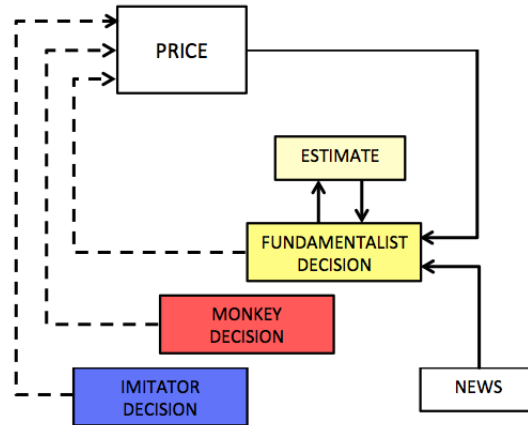 PRICE
ESTIMATE
FUNDAMENTALIST
DECISION
MONKEY
DECISION
IMITATOR
DECISION
NEWS